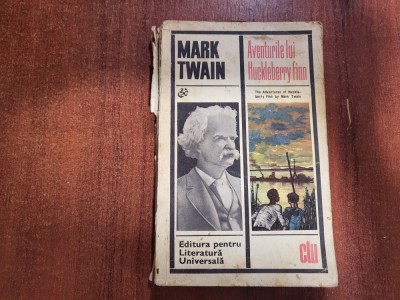 MARK
TWAIN
&
Aventurile lui
Huckleberry Finn
The Adventures of Huckle-
berry Finn by Mark Twain
Editura pentru
Literatură
Universală
clu